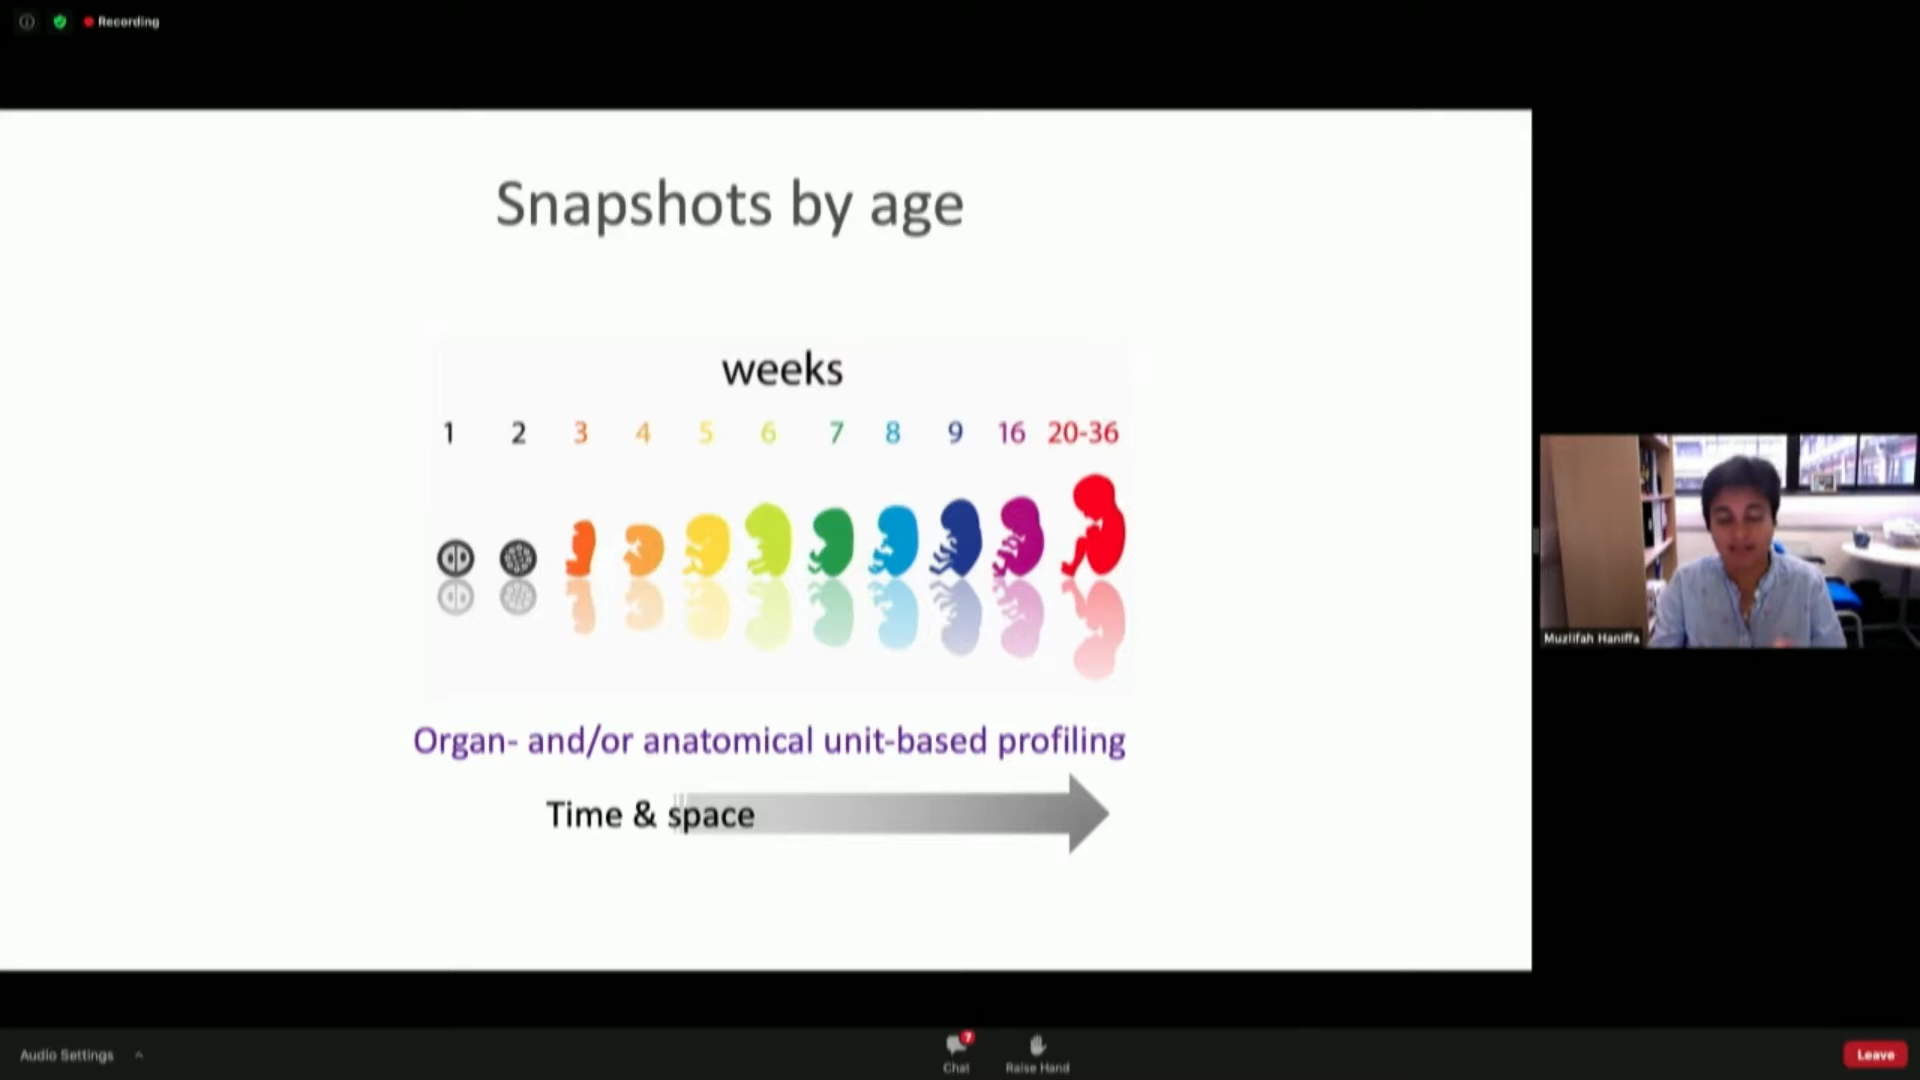 Recording
Snapshots by age
weeks
1 2 3 4 5 6 7 8 9 16 20-36
Organ- and/or anatomical unit-based profiling
Time & space
Muzlifah Haniffa
Audio Settings
7
Chat
Raise Hand
Leave